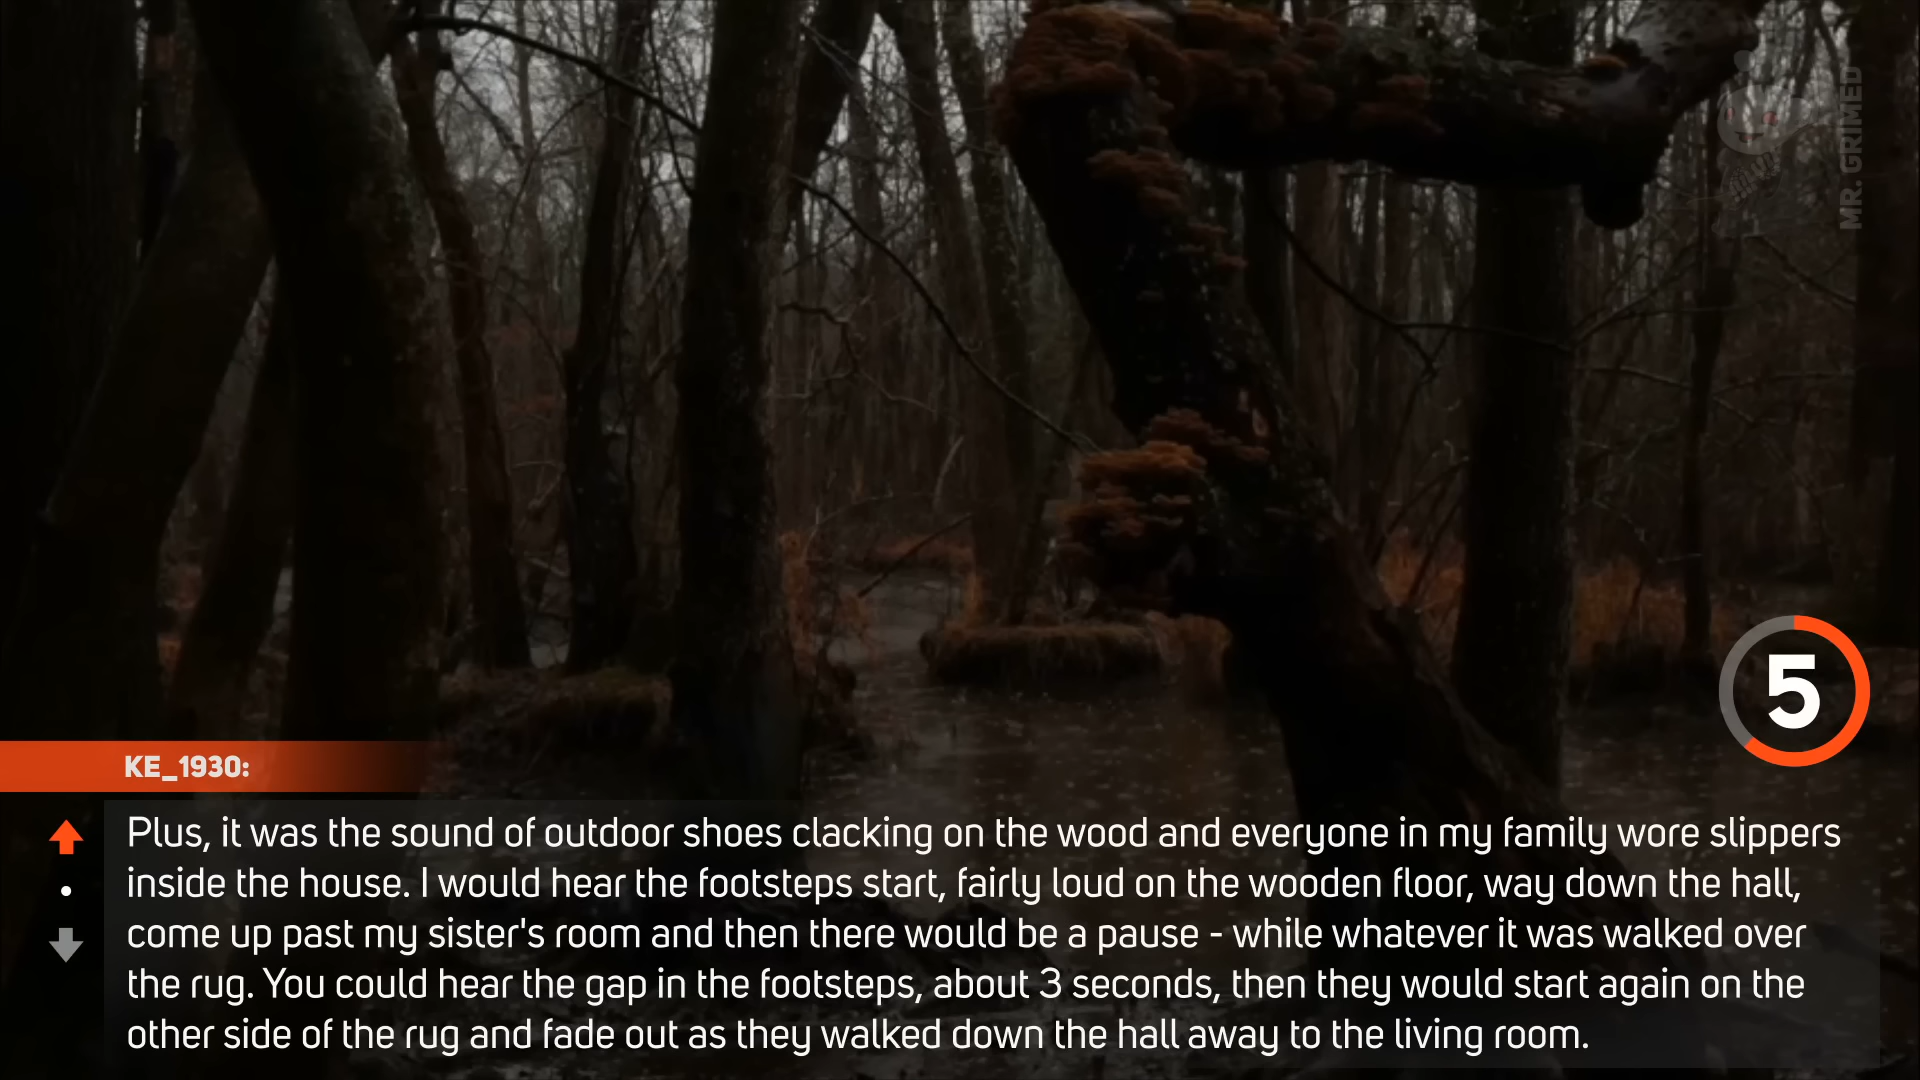 MR. GRIMED
5
KE_1930:
Plus, it was the sound of outdoor shoes clacking on the wood and everyone in my family wore slippers
inside the house. I would hear the footsteps start, fairly loud on the wooden floor, way down the hall,
come up past my sister's room and then there would be a pause - while whatever it was walked over
the rug. You could hear the gap in the footsteps, about 3 seconds, then they would start again on the
other side of the rug and fade out as they walked down the hall away to the living room.